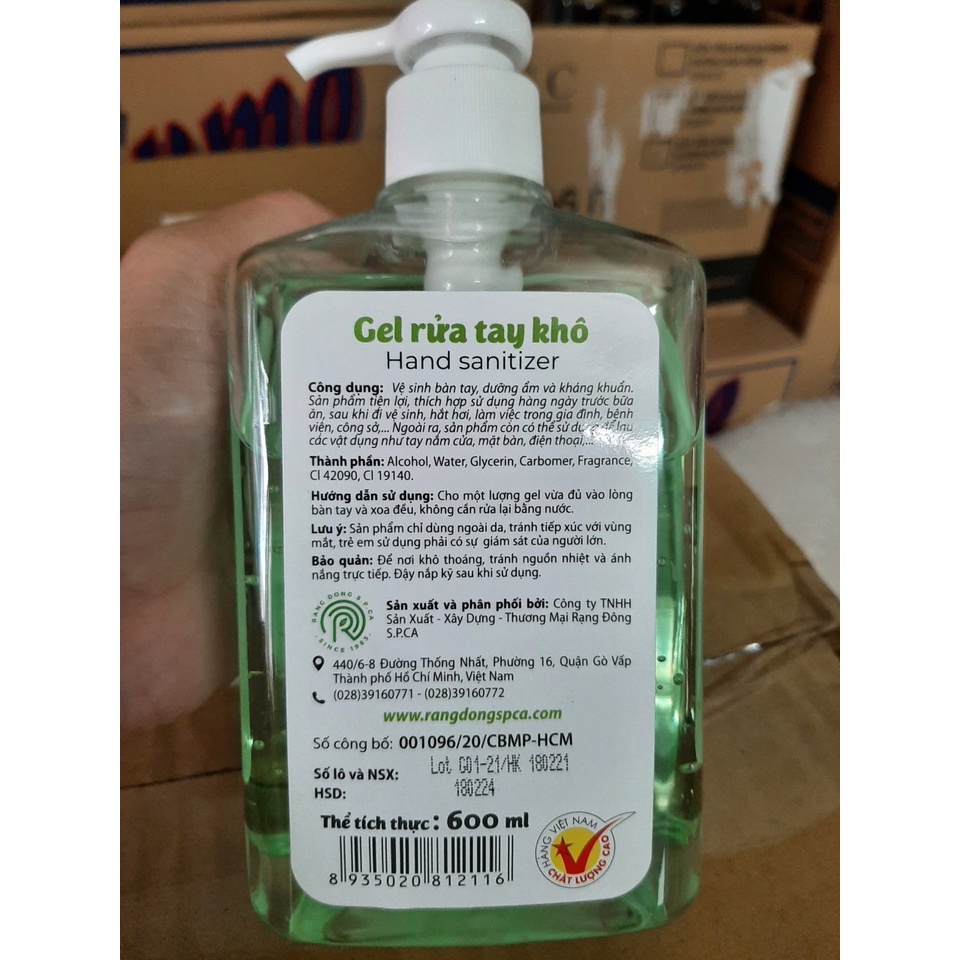 Gel rửa tay khô
Hand sanitizer
Công dụng: Vệ sinh bàn tay, dưỡng ẩm và kháng khuẩn.
Sản phẩm tiện lợi, thích hợp sử dụng hàng ngày trước bữa
ăn, sau khi đi vệ sinh, hắt hơi, làm việc trong gia đình, bệnh
viện, công sở,... Ngoài ra, sản phẩm còn có thể sử dụng để lau
các vật dụng như tay nắm cửa, mặt bàn, điện thoại,...
Thành phần: Alcohol, Water, Glycerin, Carbomer, Fragrance,
CI 42090, CI 19140.
Hướng dẫn sử dụng: Cho một lượng gel vừa đủ vào lòng
bàn tay và xoa đều, không cần rửa lại bằng nước.
Lưu ý: Sản phẩm chỉ dùng ngoài da, tránh tiếp xúc với vùng
mắt, trẻ em sử dụng phải có sự giám sát của người lớn.
Bảo quản: Để nơi khô thoáng, tránh nguồn nhiệt và ánh
nắng trực tiếp. Đậy nắp kỹ sau khi sử dụng.
RANG DONG S.P.CA
SINCE 1983
Sản xuất và phân phối bởi: Công ty TNHH
Sản Xuất - Xây Dựng - Thương Mại Rạng Đông
S.P.CA
440/6-8 Đường Thống Nhất, Phường 16, Quận Gò Vấp
Thành phố Hồ Chí Minh, Việt Nam
(028)39160771 - (028)39160772
www.rangdongspca.com
Số công bố: 001096/20/CBMP-HCM
Số lô và NSX: Lot G01-21/HK 180221
HSD: 180224
Thể tích thực: 600 ml
8 935020 812116
HÀNG VIỆT NAM
CHẤT LƯỢNG CAO